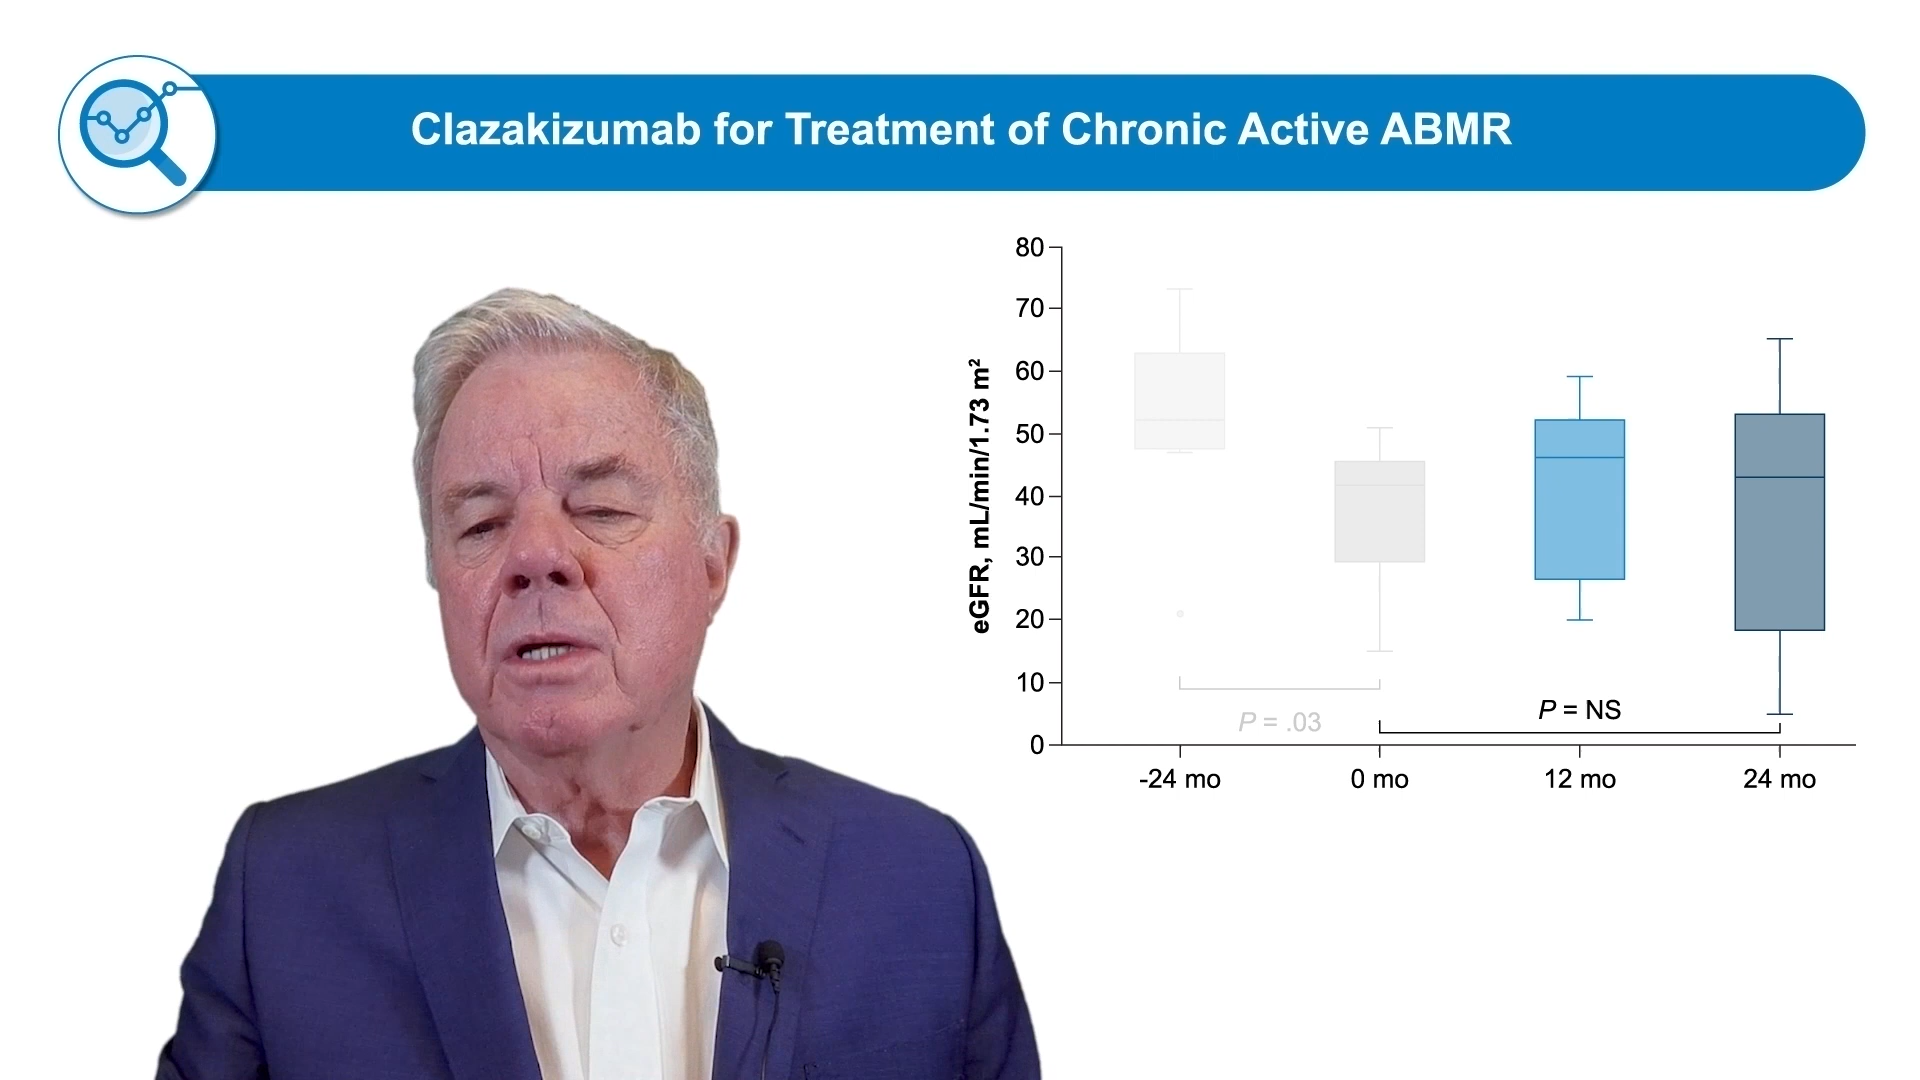 Clazakizumab for Treatment of Chronic Active ABMR
eGFR, mL/min/1.73 m²
80
70
60
50
40
30
20
10
0
P = .03
P = NS
-24 mo
0 mo
12 mo
24 mo